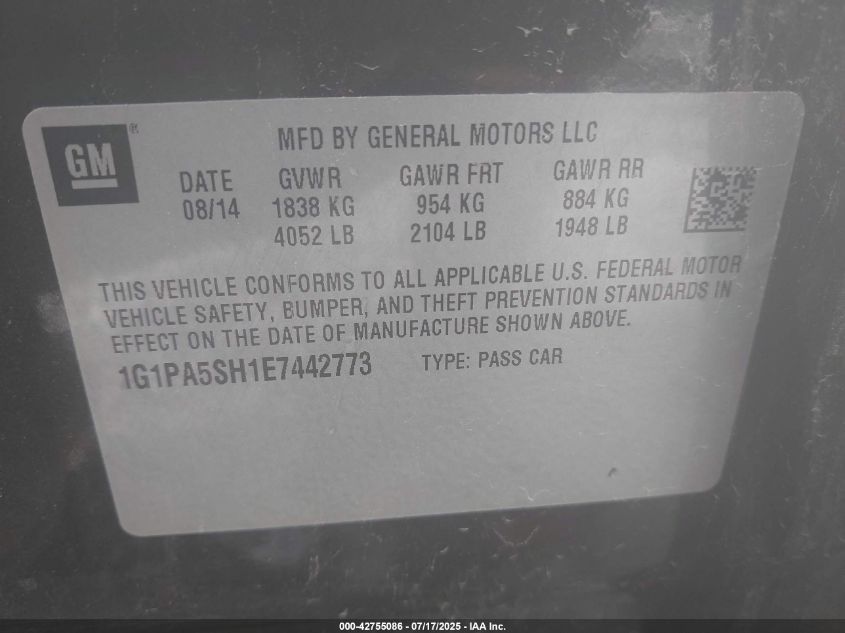 GM®
MFD BY GENERAL MOTORS LLC
DATE GVWR GAWR FRT GAWR RR
08/14 1838 KG 954 KG 884 KG
4052 LB 2104 LB 1948 LB
THIS VEHICLE CONFORMS TO ALL APPLICABLE U.S. FEDERAL MOTOR
VEHICLE SAFETY, BUMPER, AND THEFT PREVENTION STANDARDS IN
EFFECT ON THE DATE OF MANUFACTURE SHOWN ABOVE.
1G1PA5SH1E7442773 TYPE: PASS CAR
000-42755086 - 07/17/2025 - IAA Inc.